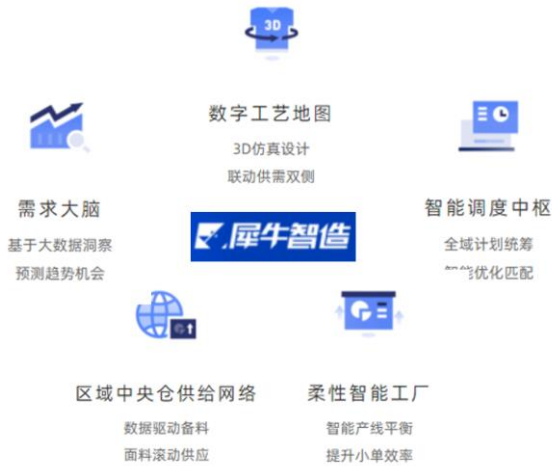 3D
数字工艺地图
3D仿真设计
联动供需双侧
需求大脑
基于大数据洞察
预测趋势机会
智能调度中枢
全域计划统筹
优化匹配
犀牛智造
区域中央仓供给网络
数据驱动备料
面料滚动供应
柔性智能工厂
智能产线平衡
提升小单效率